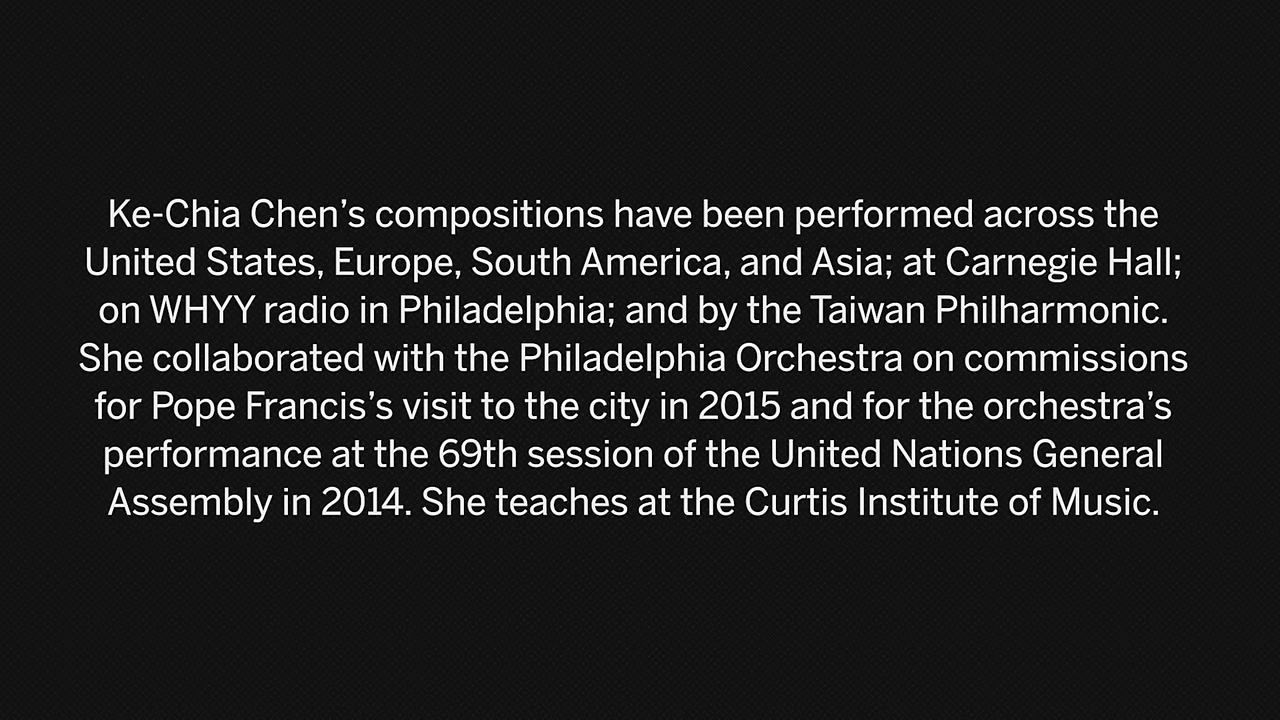 Ke-Chia Chen’s compositions have been performed across the
United States, Europe, South America, and Asia; at Carnegie Hall;
on WHYY radio in Philadelphia; and by the Taiwan Philharmonic.
She collaborated with the Philadelphia Orchestra on commissions
for Pope Francis’s visit to the city in 2015 and for the orchestra’s
performance at the 69th session of the United Nations General
Assembly in 2014. She teaches at the Curtis Institute of Music.